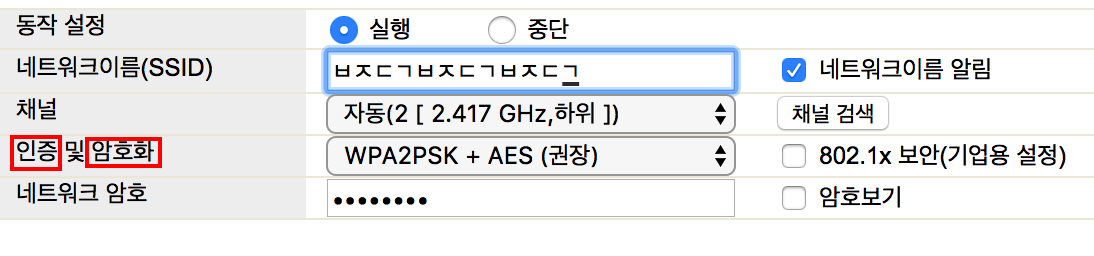 동작 설정 실행 중단
네트워크이름(SSID) ㅂㅈㄷㄱㅂㅈㄷㄱㅂㅈㄷㄱ 네트워크이름 알림
채널 자동(2 [ 2.417 GHz,하위 ]) 채널 검색
인증 및 암호화 WPA2PSK + AES (권장) 802.1x 보안(기업용 설정)
네트워크 암호 •••••••• 암호보기